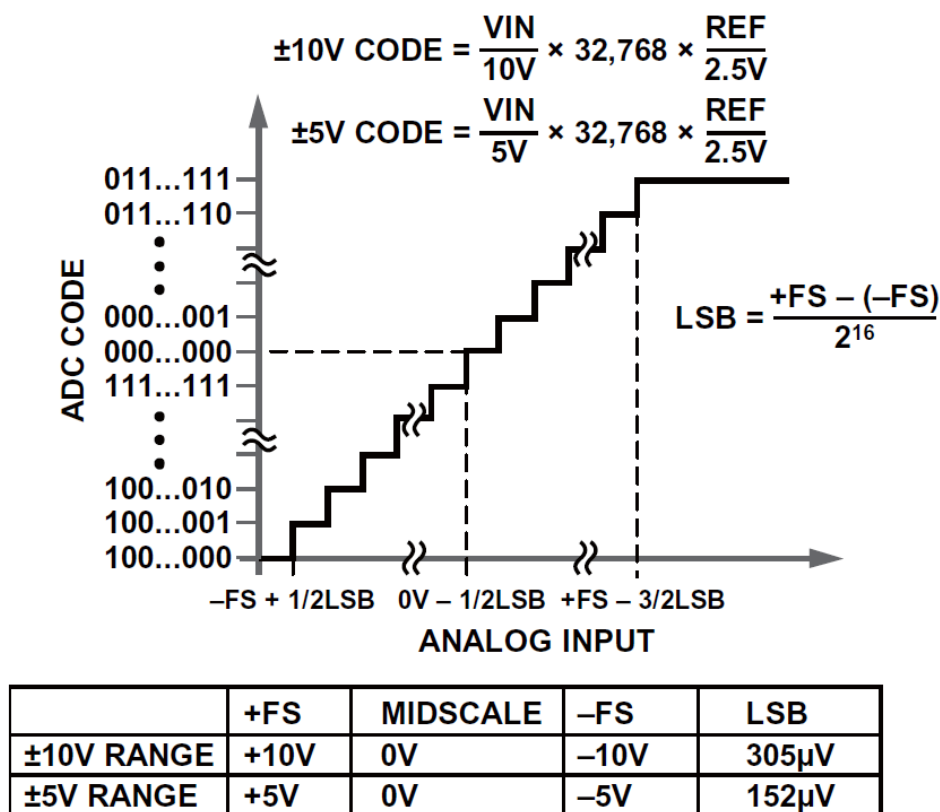 ±10V CODE = VIN/10V × 32,768 × REF/2.5V
±5V CODE = VIN/5V × 32,768 × REF/2.5V
011...111
011...110
000...001
000...000
111...111
100...010
100...001
100...000
ADC CODE
LSB = +FS – (–FS)/2¹⁶
–FS + 1/2LSB 0V – 1/2LSB +FS – 3/2LSB
ANALOG INPUT
+FS MIDSCALE –FS LSB
±10V RANGE +10V 0V –10V 305µV
±5V RANGE +5V 0V –5V 152µV